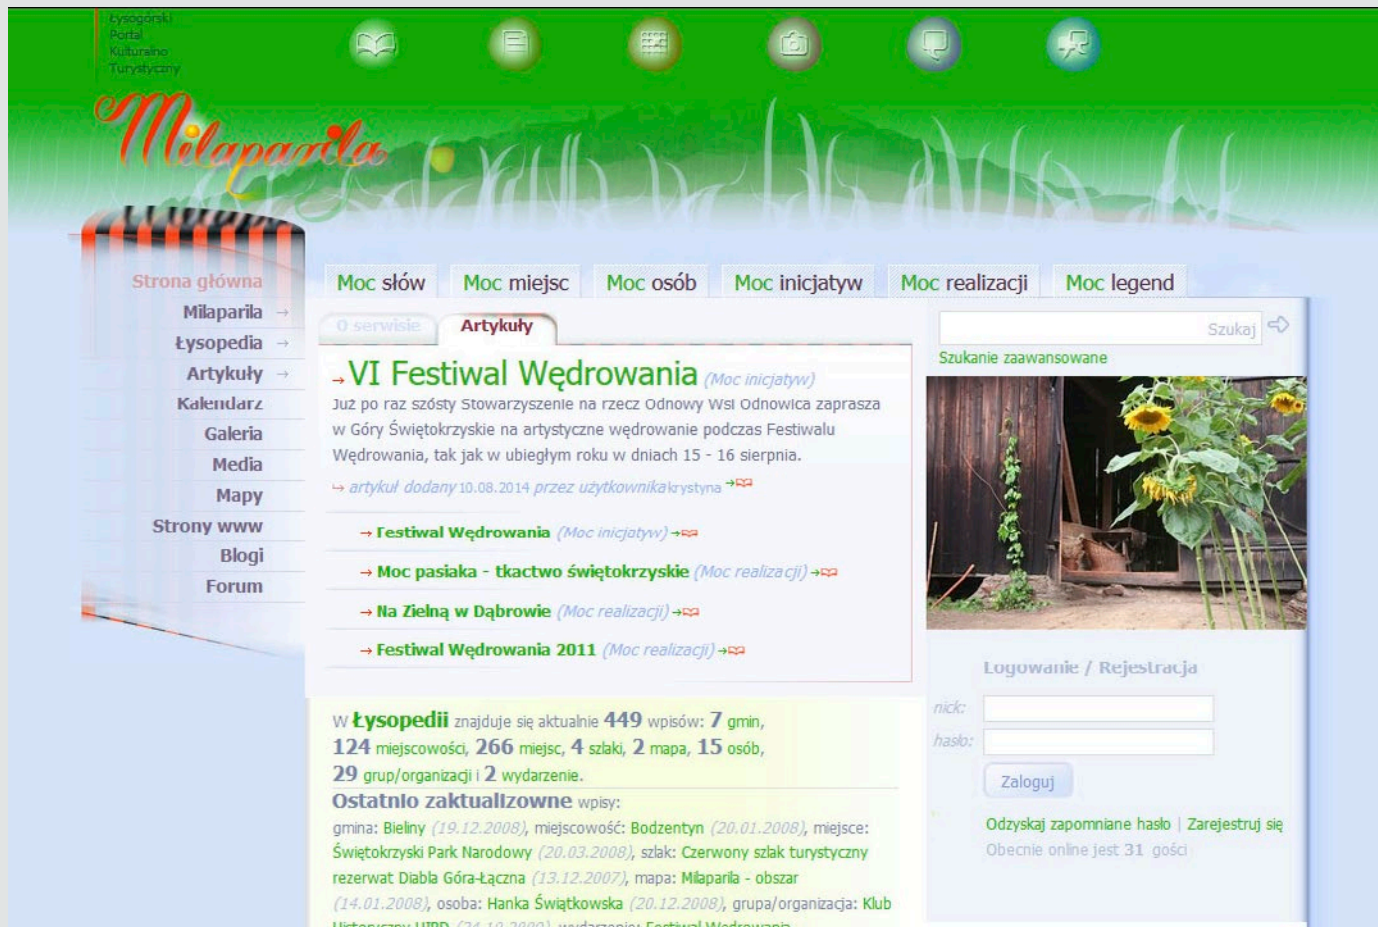 Łysogórski
Portal
Kulturalno
Turystyczny
Milaparila
Strona główna
Milaparila →
Łysopedia →
Artykuły →
Kalendarz
Galeria
Media
Mapy
Strony www
Blogi
Forum
Moc słów Moc miejsc Moc osób Moc inicjatyw Moc realizacji Moc legend
O serwisie Artykuły
→VI Festiwal Wędrowania (Moc inicjatyw)
Już po raz szósty Stowarzyszenie na rzecz Odnowy Wsi Odnowica zaprasza
w Góry Świętokrzyskie na artystyczne wędrowanie podczas Festiwalu
Wędrowania, tak jak w ubiegłym roku w dniach 15 - 16 sierpnia.
artykuł dodany 10.08.2014 przez użytkownika krystyna
→ Festiwal Wędrowania (Moc inicjatyw)
→ Moc pasiaka - tkactwo świętokrzyskie (Moc realizacji)
→ Na Zielną w Dąbrowie (Moc realizacji)
→ Festiwal Wędrowania 2011 (Moc realizacji)
W Łysopedii znajduje się aktualnie 449 wpisów: 7 gmin,
124 miejscowości, 266 miejsc, 4 szlaki, 2 mapa, 15 osób,
29 grup/organizacji i 2 wydarzenie.
Ostatnio zaktualizowne wpisy:
gmina: Bieliny (19.12.2008), miejscowość: Bodzentyn (20.01.2008), miejsce:
Świętokrzyski Park Narodowy (20.03.2008), szlak: Czerwony szlak turystyczny
rezerwat Diabla Góra-Łączna (13.12.2007), mapa: Milaparila - obszar
(14.01.2008), osoba: Hanka Świątkowska (20.12.2008), grupa/organizacja: Klub
Szukaj
Szukanie zaawansowane
Logowanie / Rejestracja
nick:
hasło:
Zaloguj
Odzyskaj zapomniane hasło | Zarejestruj się
Obecnie online jest 31 gości